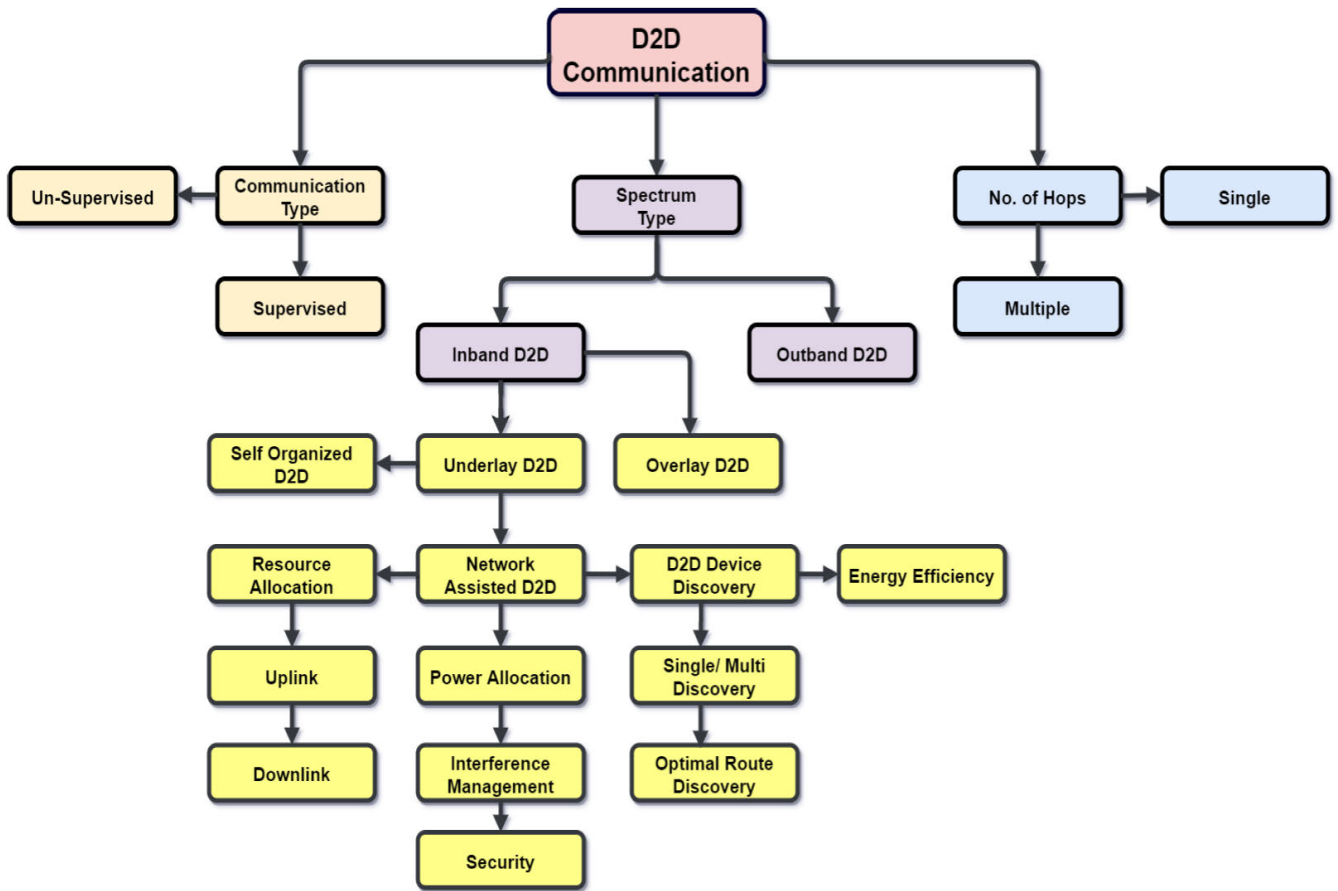 D2D
Communication
Un-Supervised
Communication
Type
Spectrum
Type
No. of Hops
Single
Supervised
Multiple
Inband D2D
Outband D2D
Self Organized
D2D
Underlay D2D
Overlay D2D
Resource
Allocation
Network
Assisted D2D
D2D Device
Discovery
Energy Efficiency
Uplink
Power Allocation
Single/ Multi
Discovery
Downlink
Interference
Management
Optimal Route
Discovery
Security